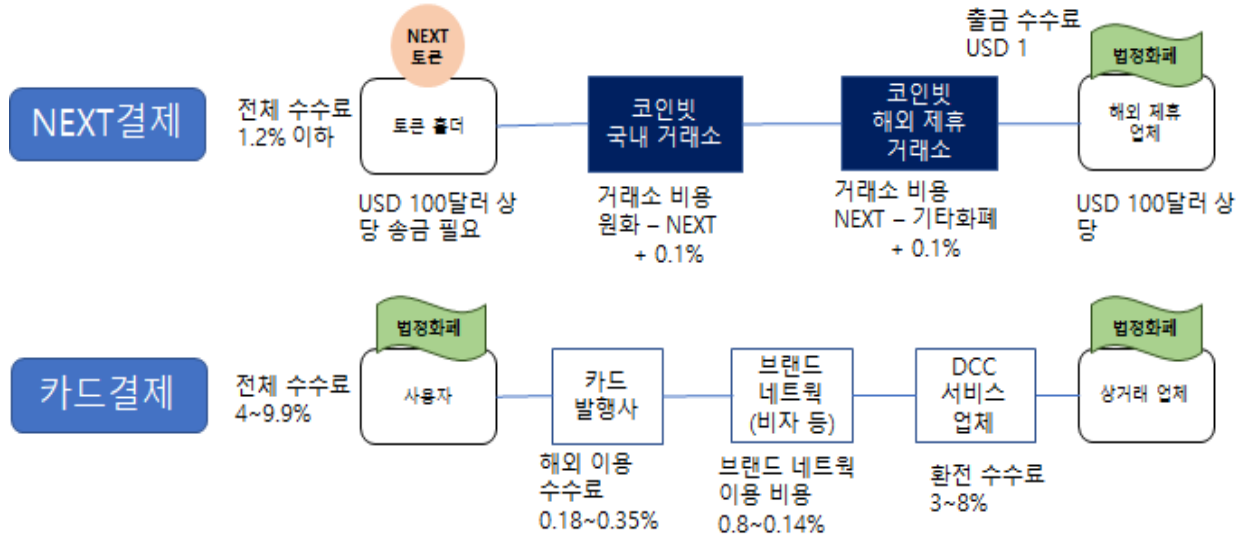 NEXT결제
전체 수수료
1.2% 이하
NEXT
토큰
토큰 홀더
USD 100달러 상
당 송금 필요
코인빗
국내 거래소
거래소 비용
원화 – NEXT
+ 0.1%
코인빗
해외 제휴
거래소
거래소 비용
NEXT – 기타화폐
+ 0.1%
출금 수수료
USD 1
법정화폐
해외 제휴
업체
USD 100달러 상
당
카드결제
전체 수수료
4~9.9%
법정화폐
사용자
카드
발행사
해외 이용
수수료
0.18~0.35%
브랜드
네트웍
(비자 등)
브랜드 네트웍
이용 비용
0.8~0.14%
DCC
서비스
업체
환전 수수료
3~8%
법정화폐
상거래 업체